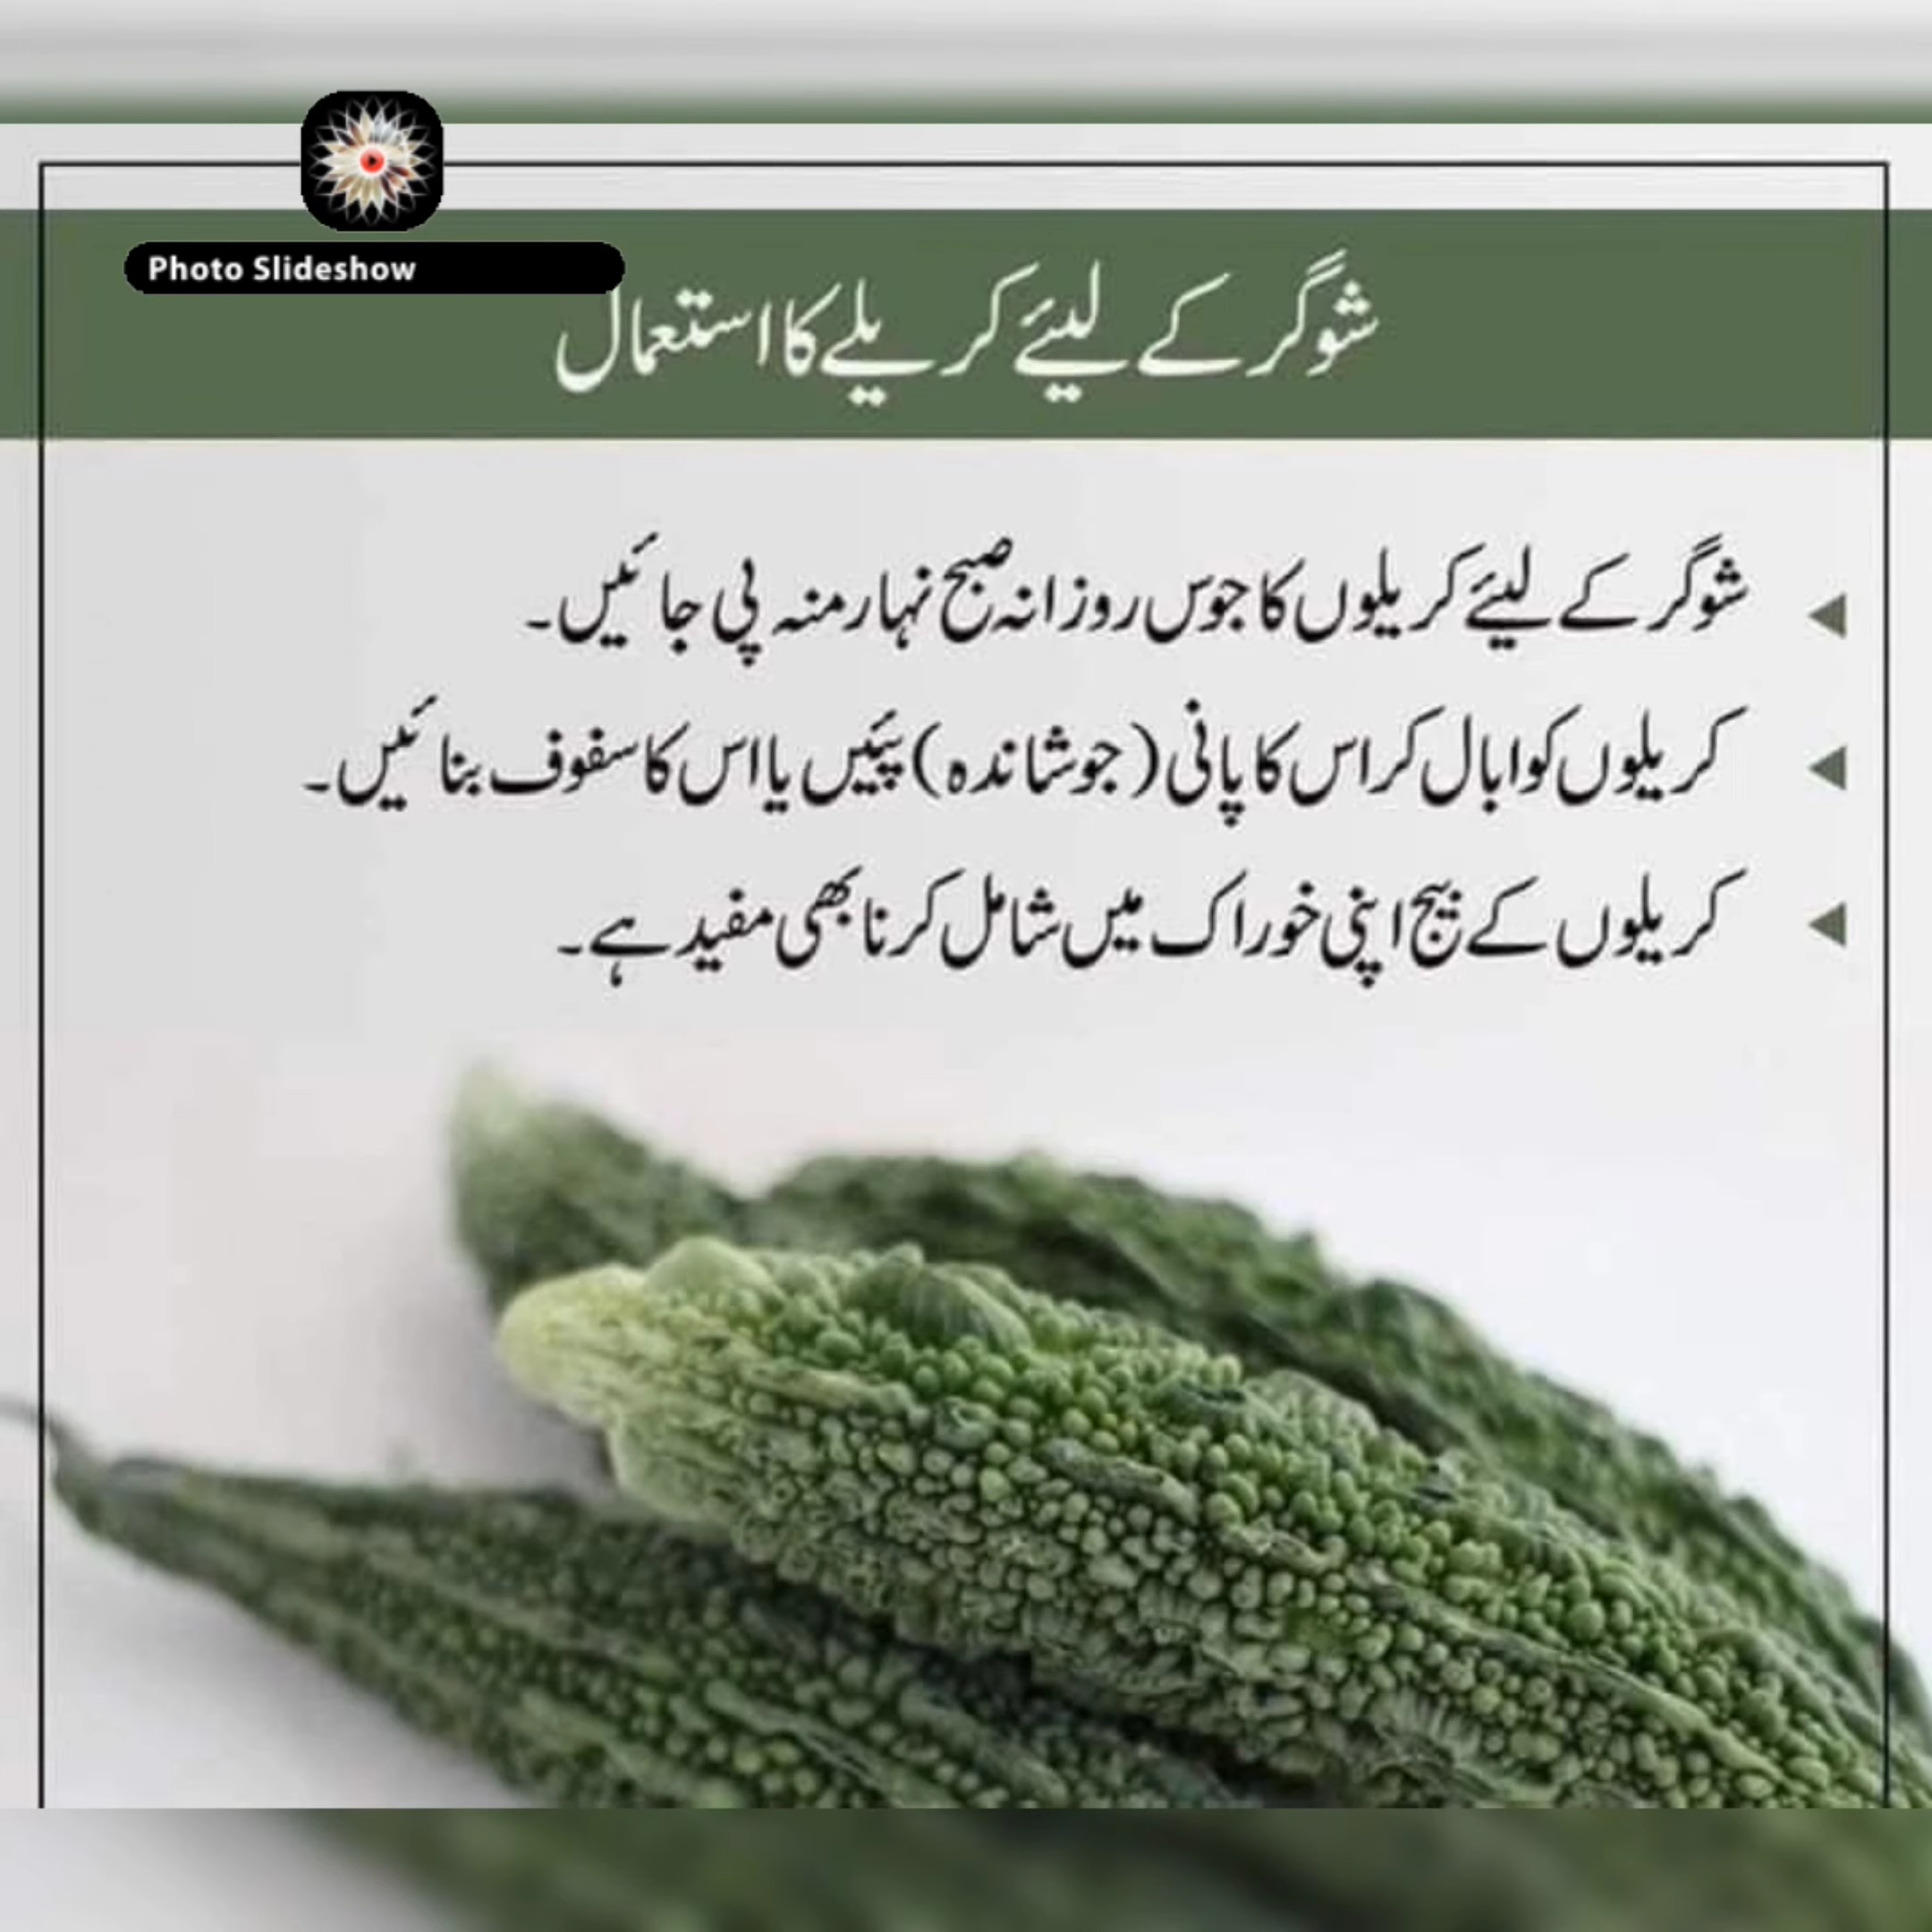 Photo Slideshow
شوگر کے لیئے کریلے کا استعمال
شوگر کے لیئے کریلوں کا جوس روزانہ صبح نہار منہ پی جائیں۔
کریلوں کو ابال کر اس کا پانی (جوشاندہ) پئیں یا اس کا سفوف بنائیں۔
کریلوں کے بیج اپنی خوراک میں شامل کرنا بھی مفید ہے۔